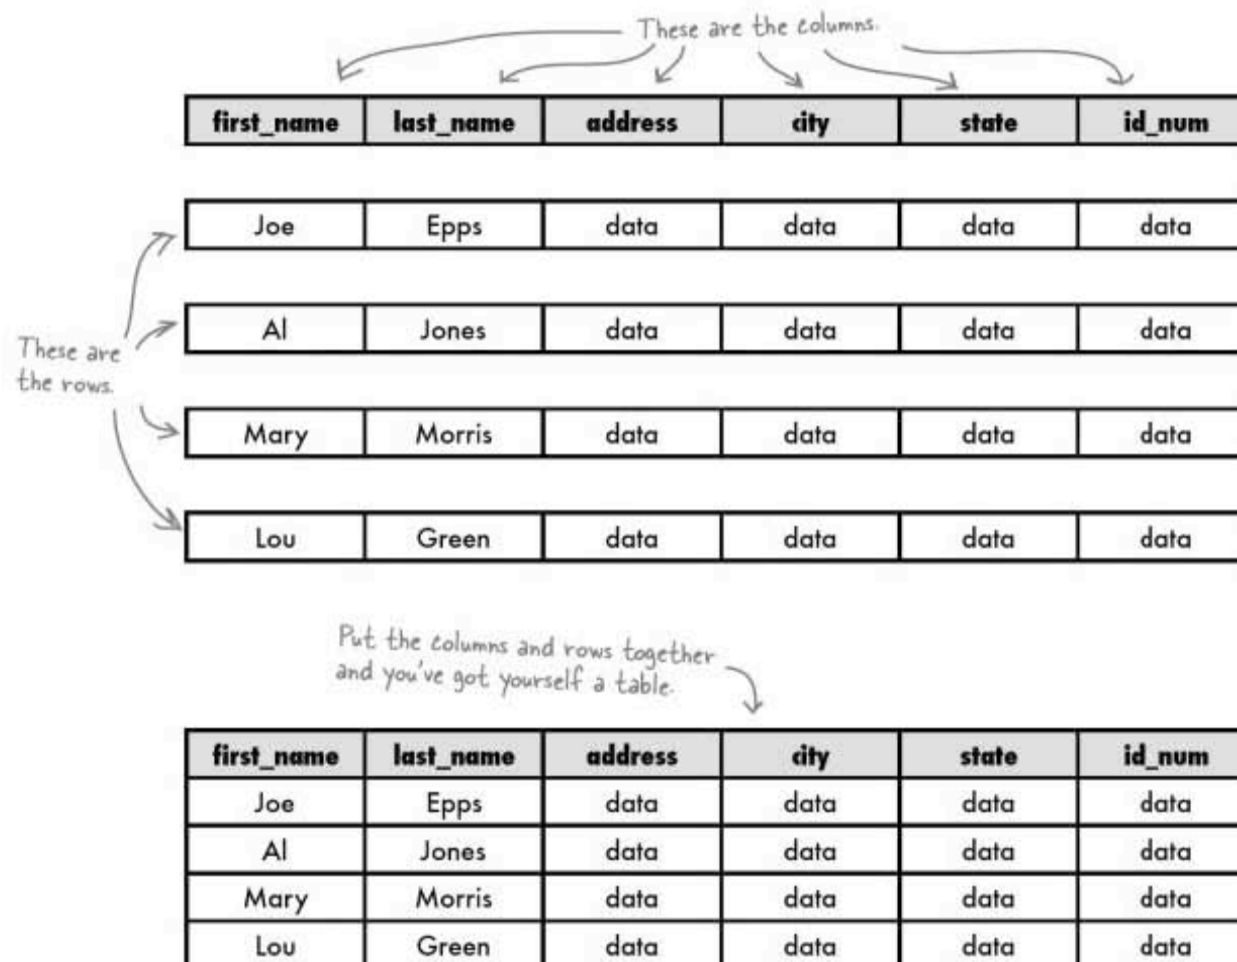 These are the columns.
first_name last_name address city state id_num
Joe Epps data data data data
Al Jones data data data data
These are
the rows.
Mary Morris data data data data
Lou Green data data data data
Put the columns and rows together
and you've got yourself a table.
first_name last_name address city state id_num
Joe Epps data data data data
Al Jones data data data data
Mary Morris data data data data
Lou Green data data data data